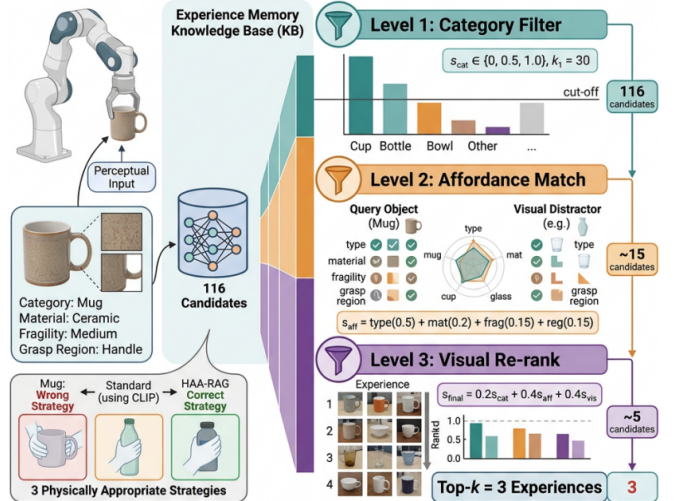 Experience Memory
Knowledge Base (KB)
Perceptual
Input
Category: Mug
Material: Ceramic
Fragility: Medium
Grasp Region: Handle
116
Candidates
Mug:
Wrong
Strategy
Standard
(using CLIP)
HAA-RAG
Correct
Strategy
3 Physically Appropriate Strategies
Level 1: Category Filter
s_cat ∈ {0, 0.5, 1.0}, k_1 = 30
cut-off
Cup Bottle Bowl Other ...
116
candidates
Level 2: Affordance Match
Query Object
(Mug)
type
material
fragility
grasp
region
type
mug
mat
cup
glass
Visual Distractor
(e.g.)
type
mat
fragility
grasp
region
s_aff = type(0.5) + mat(0.2) + frag(0.15) + reg(0.15)
~15
candidates
Level 3: Visual Re-rank
Experience
1
2
3
4
s_final = 0.2s_cat + 0.4s_aff + 0.4s_vis
Rankd
1.0
0.5
0.0
~5
candidates
Top-k = 3 Experiences
3